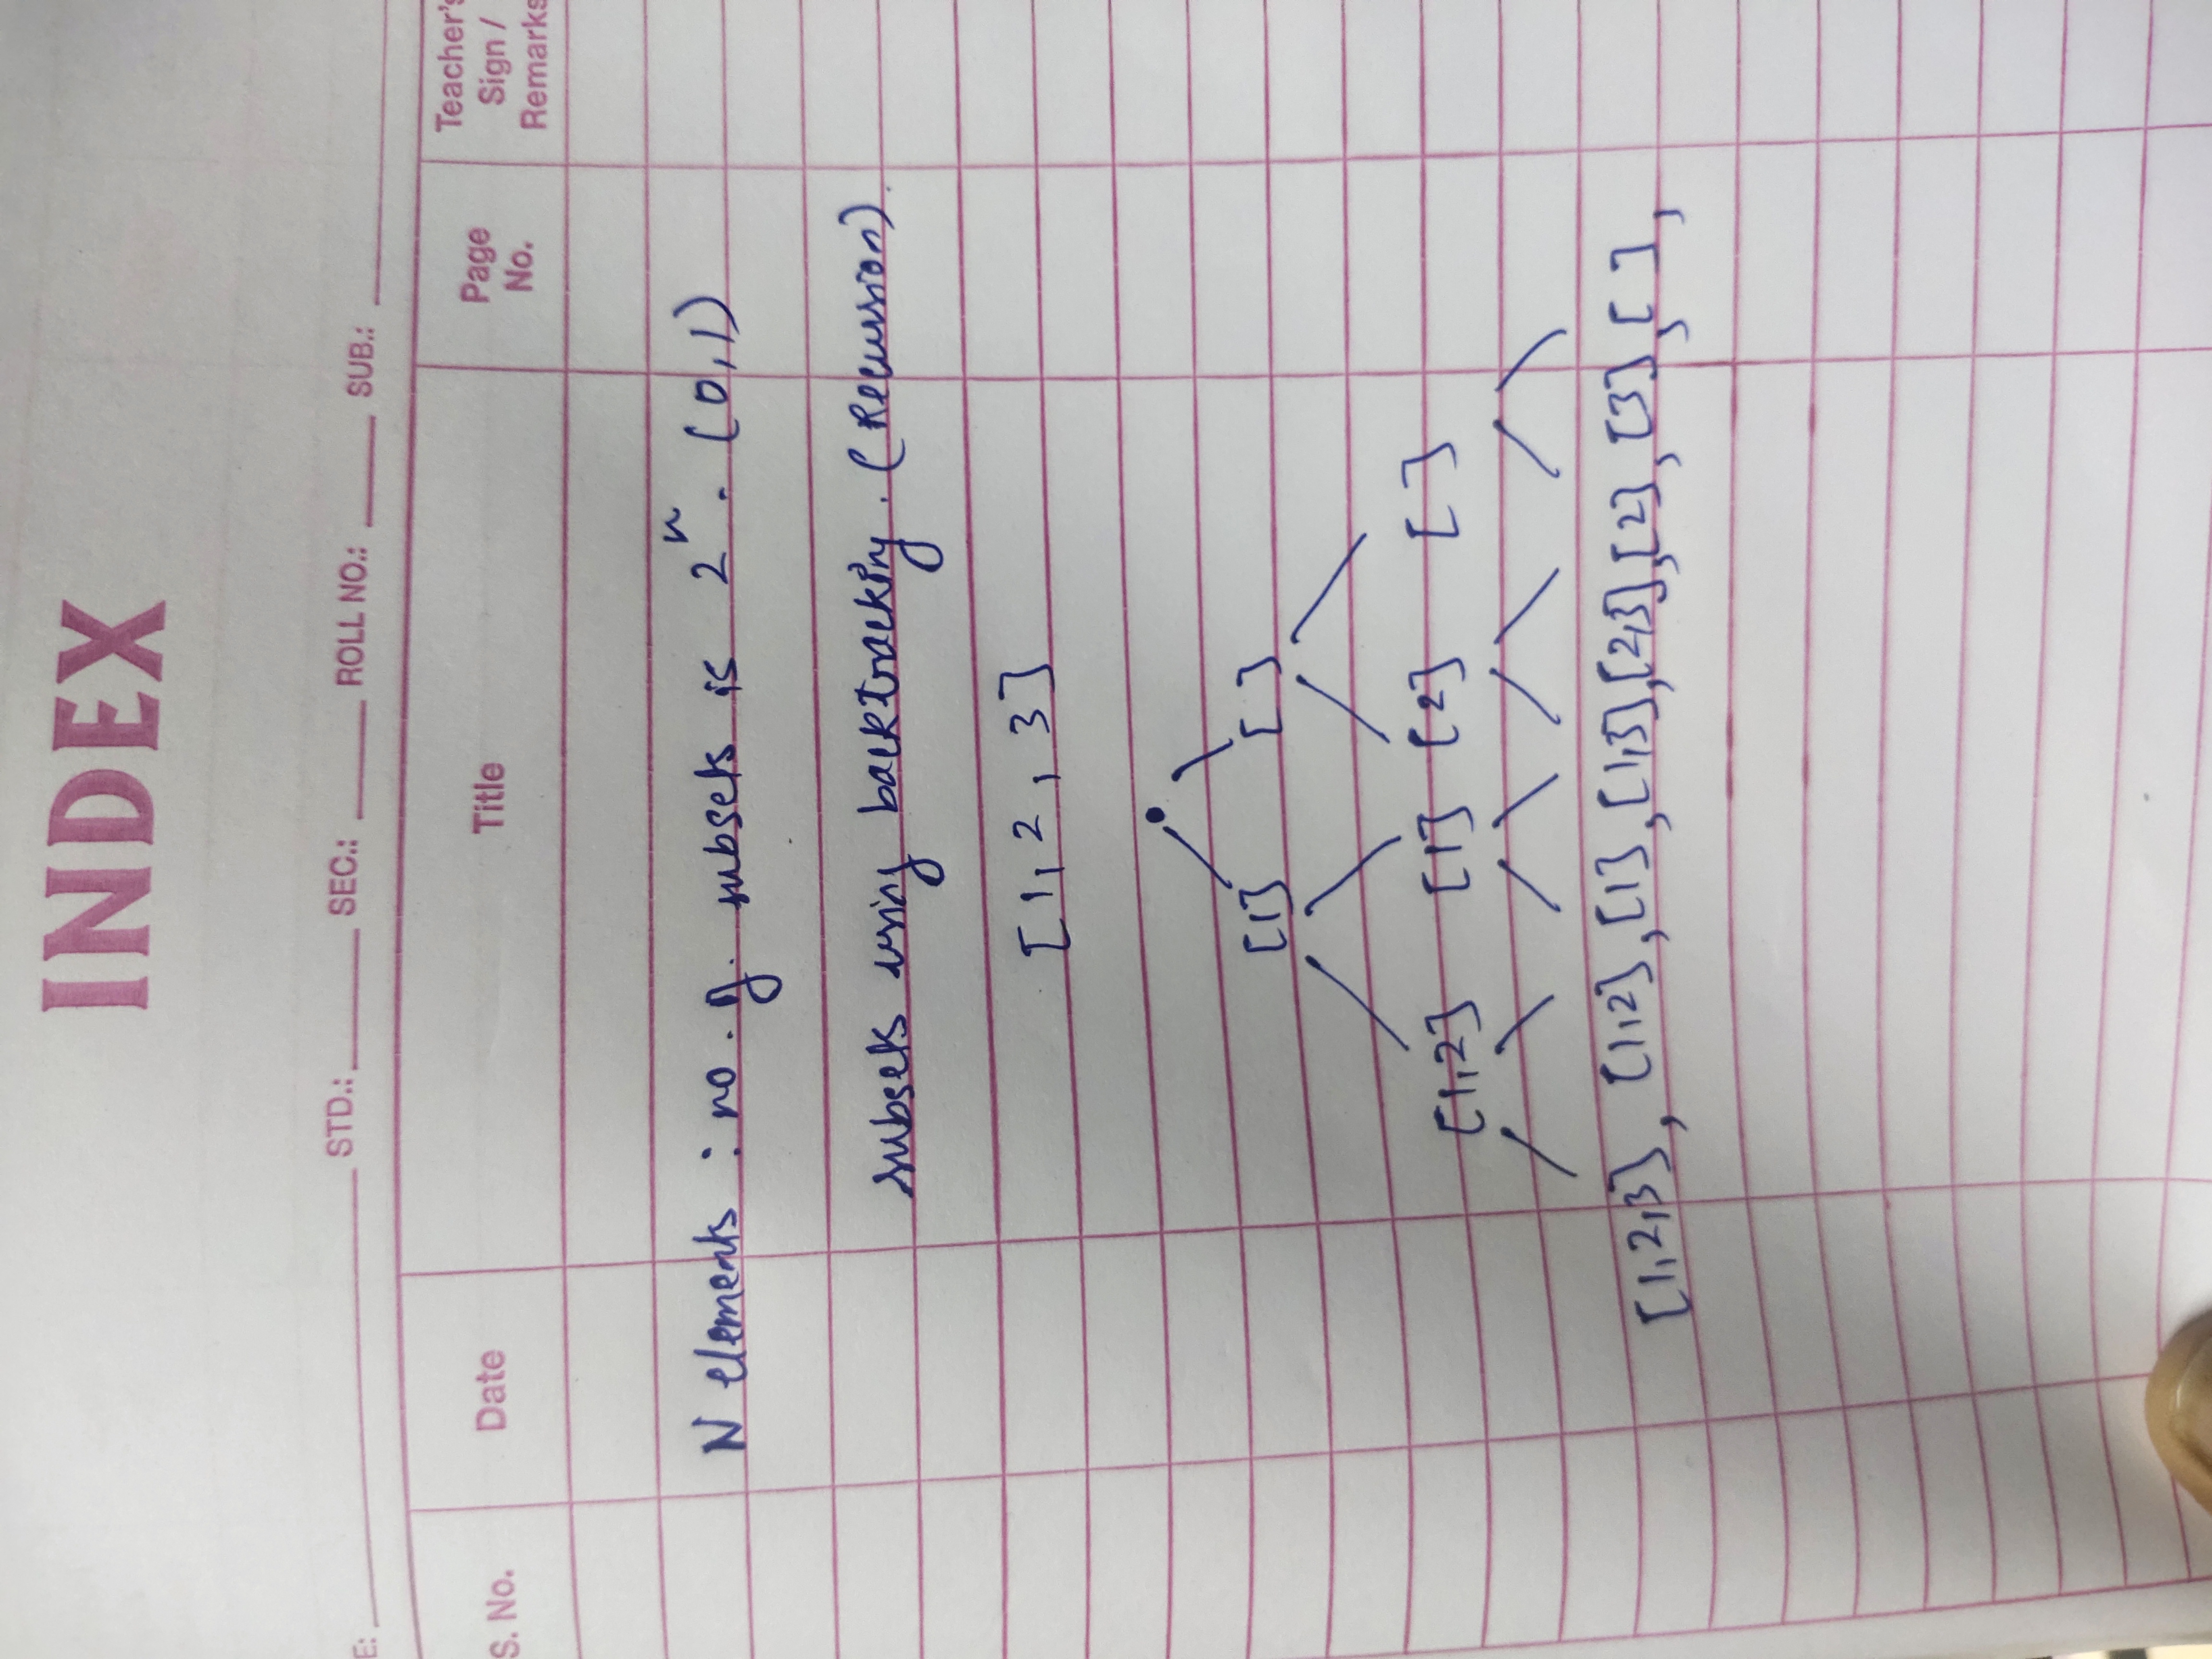 INDEX
E: STD.: SEC.: ROLL NO.: SUB.:
S. No. Date Title Page No. Teacher's Sign / Remarks
N elements : no. of. subsets is 2^n. (0,1)
subsets using backtracking. (Recursion).
[1, 2, 3]
[1] [ ]
[1,2] [1] [2] [ ]
[1,2,3], [1,2], [1], [1,3], [2,3], [2], [3], [ ],